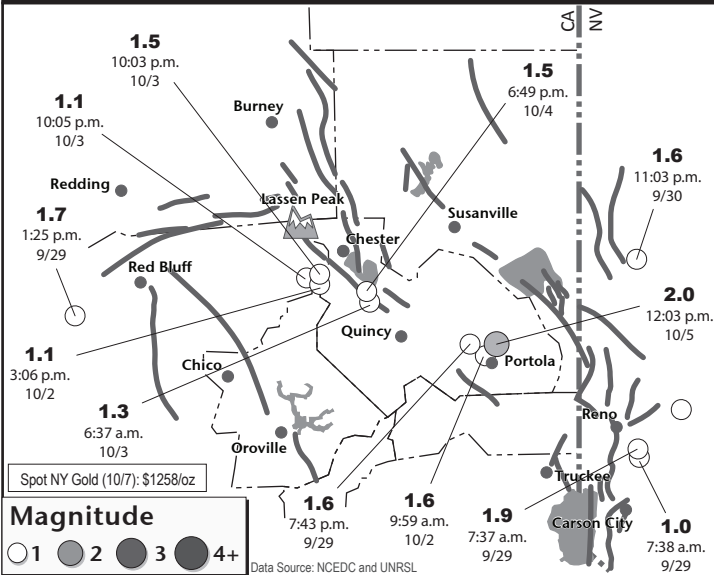 CA NV
1.5
10:03 p.m.
10/3
1.5
6:49 p.m.
10/4
1.1
10:05 p.m.
10/3
Burney
1.6
11:03 p.m.
9/30
Redding
Lassen Peak
1.7
1:25 p.m.
9/29
Susanville
Chester
Red Bluff
2.0
12:03 p.m.
10/5
Quincy
1.1
3:06 p.m.
10/2
Chico
Portola
1.3
6:37 a.m.
10/3
Reno
Oroville
Spot NY Gold (10/7): $1258/oz
Truckee
1.6
7:43 p.m.
9/29
1.6
9:59 a.m.
10/2
1.9
7:37 a.m.
9/29
Carson City
1.0
7:38 a.m.
9/29
Magnitude
1 2 3 4+
Data Source: NCEDC and UNRSL